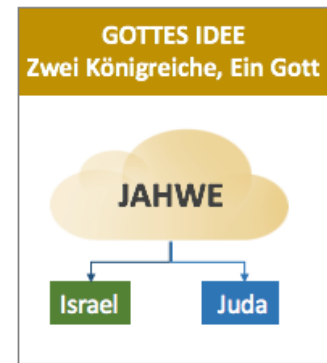 GOTTES IDEE
Zwei Königreiche, Ein Gott
JAHWE
Israel
Juda